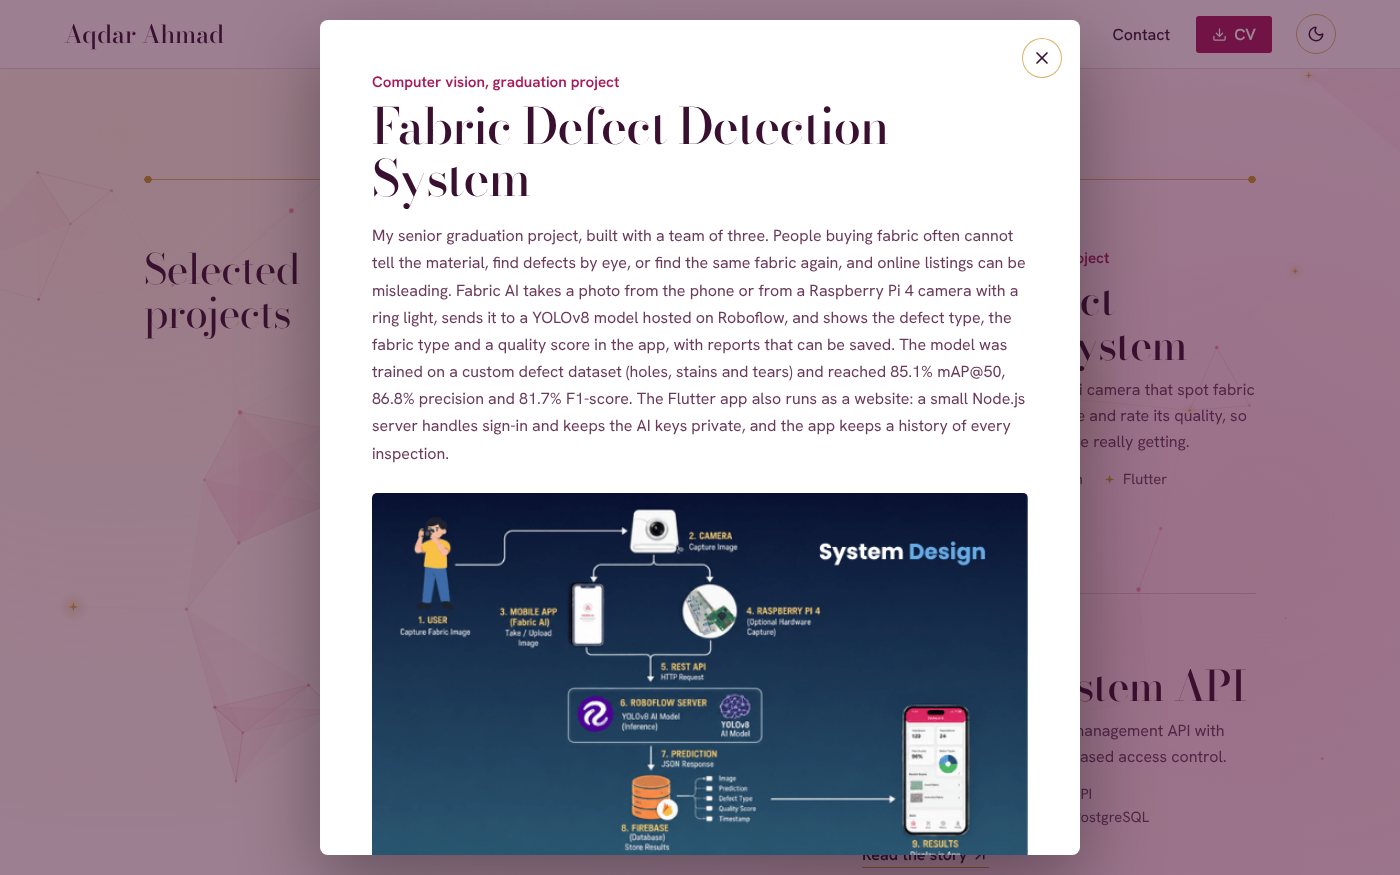 Aqdar Ahmad
Contact
CV
Computer vision, graduation project
Fabric Defect Detection
System
My senior graduation project, built with a team of three. People buying fabric often cannot
tell the material, find defects by eye, or find the same fabric again, and online listings can be
misleading. Fabric AI takes a photo from the phone or from a Raspberry Pi 4 camera with a
ring light, sends it to a YOLOv8 model hosted on Roboflow, and shows the defect type, the
fabric type and a quality score in the app, with reports that can be saved. The model was
trained on a custom defect dataset (holes, stains and tears) and reached 85.1% mAP@50,
86.8% precision and 81.7% F1-score. The Flutter app also runs as a website: a small Node.js
server handles sign-in and keeps the AI keys private, and the app keeps a history of every
inspection.
System Design
1. USER
Capture Fabric Image
2. CAMERA
Capture Image
3. MOBILE APP
(Fabric AI)
Take / Upload
Image
4. RASPBERRY PI 4
(Optional Hardware
Capture)
5. REST API
HTTP Request
6. ROBOFLOW SERVER
YOLOv8 AI Model
(Inference)
YOLOv8
AI Model
7. PREDICTION
JSON Response
8. FIREBASE
(Database)
Store Results
Image
Prediction
Defect Type
Quality Score
Timestamp
9. RESULTS
Selected
projects
camera that spot fabric
and rate its quality, so
really getting.
Flutter
API
management API with
access control.
Read the story